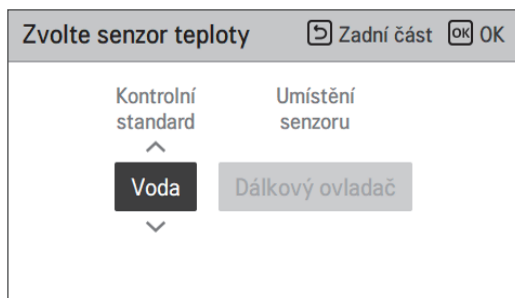 Zvolte senzor teploty Zadní část OK OK
Kontrolní standard
Umístění senzoru
Voda
Dálkový ovladač